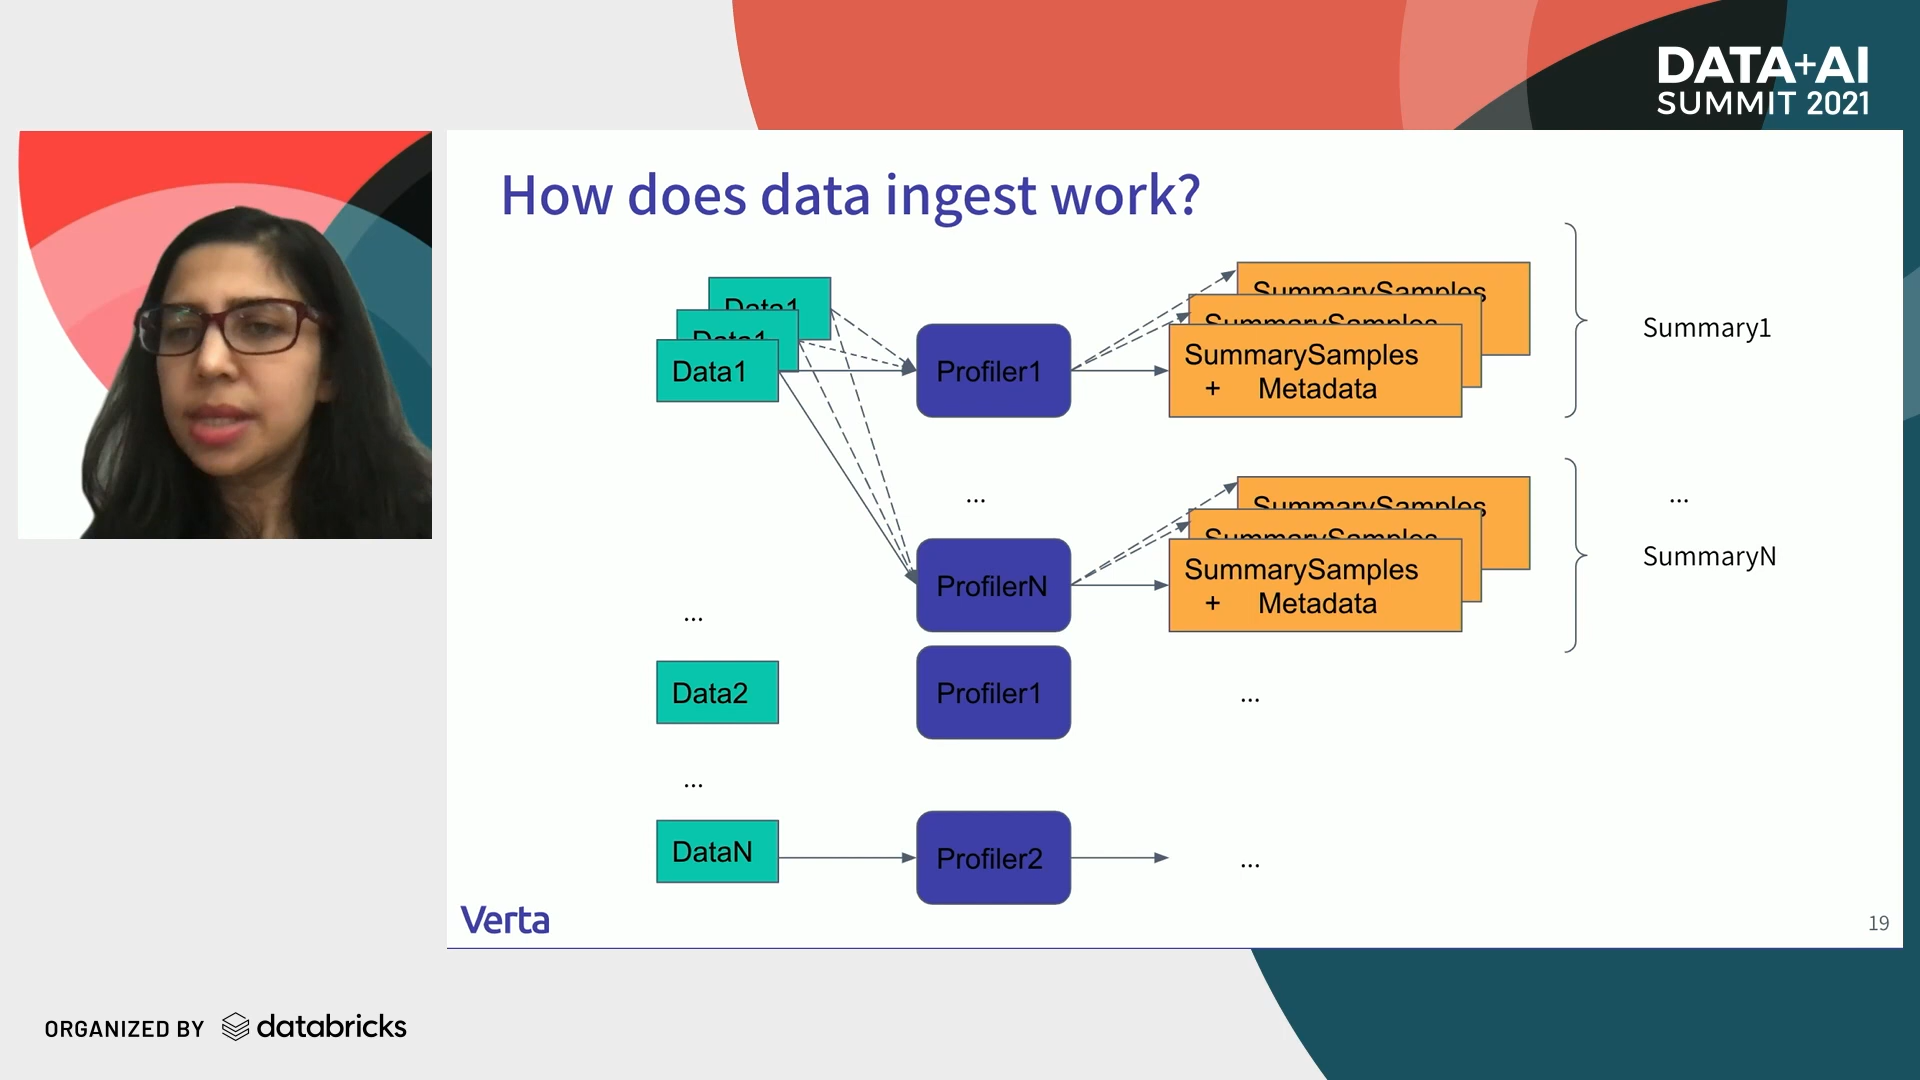 DATA+AI
SUMMIT 2021
How does data ingest work?
Data1
Data1
Data1
Profiler1
SummarySamples
SummarySamples
SummarySamples
+ Metadata
Summary1
...
...
ProfilerN
SummarySamples
SummarySamples
SummarySamples
+ Metadata
SummaryN
...
Data2
Profiler1
...
...
DataN
Profiler2
...
Verta
19
ORGANIZED BY databricks